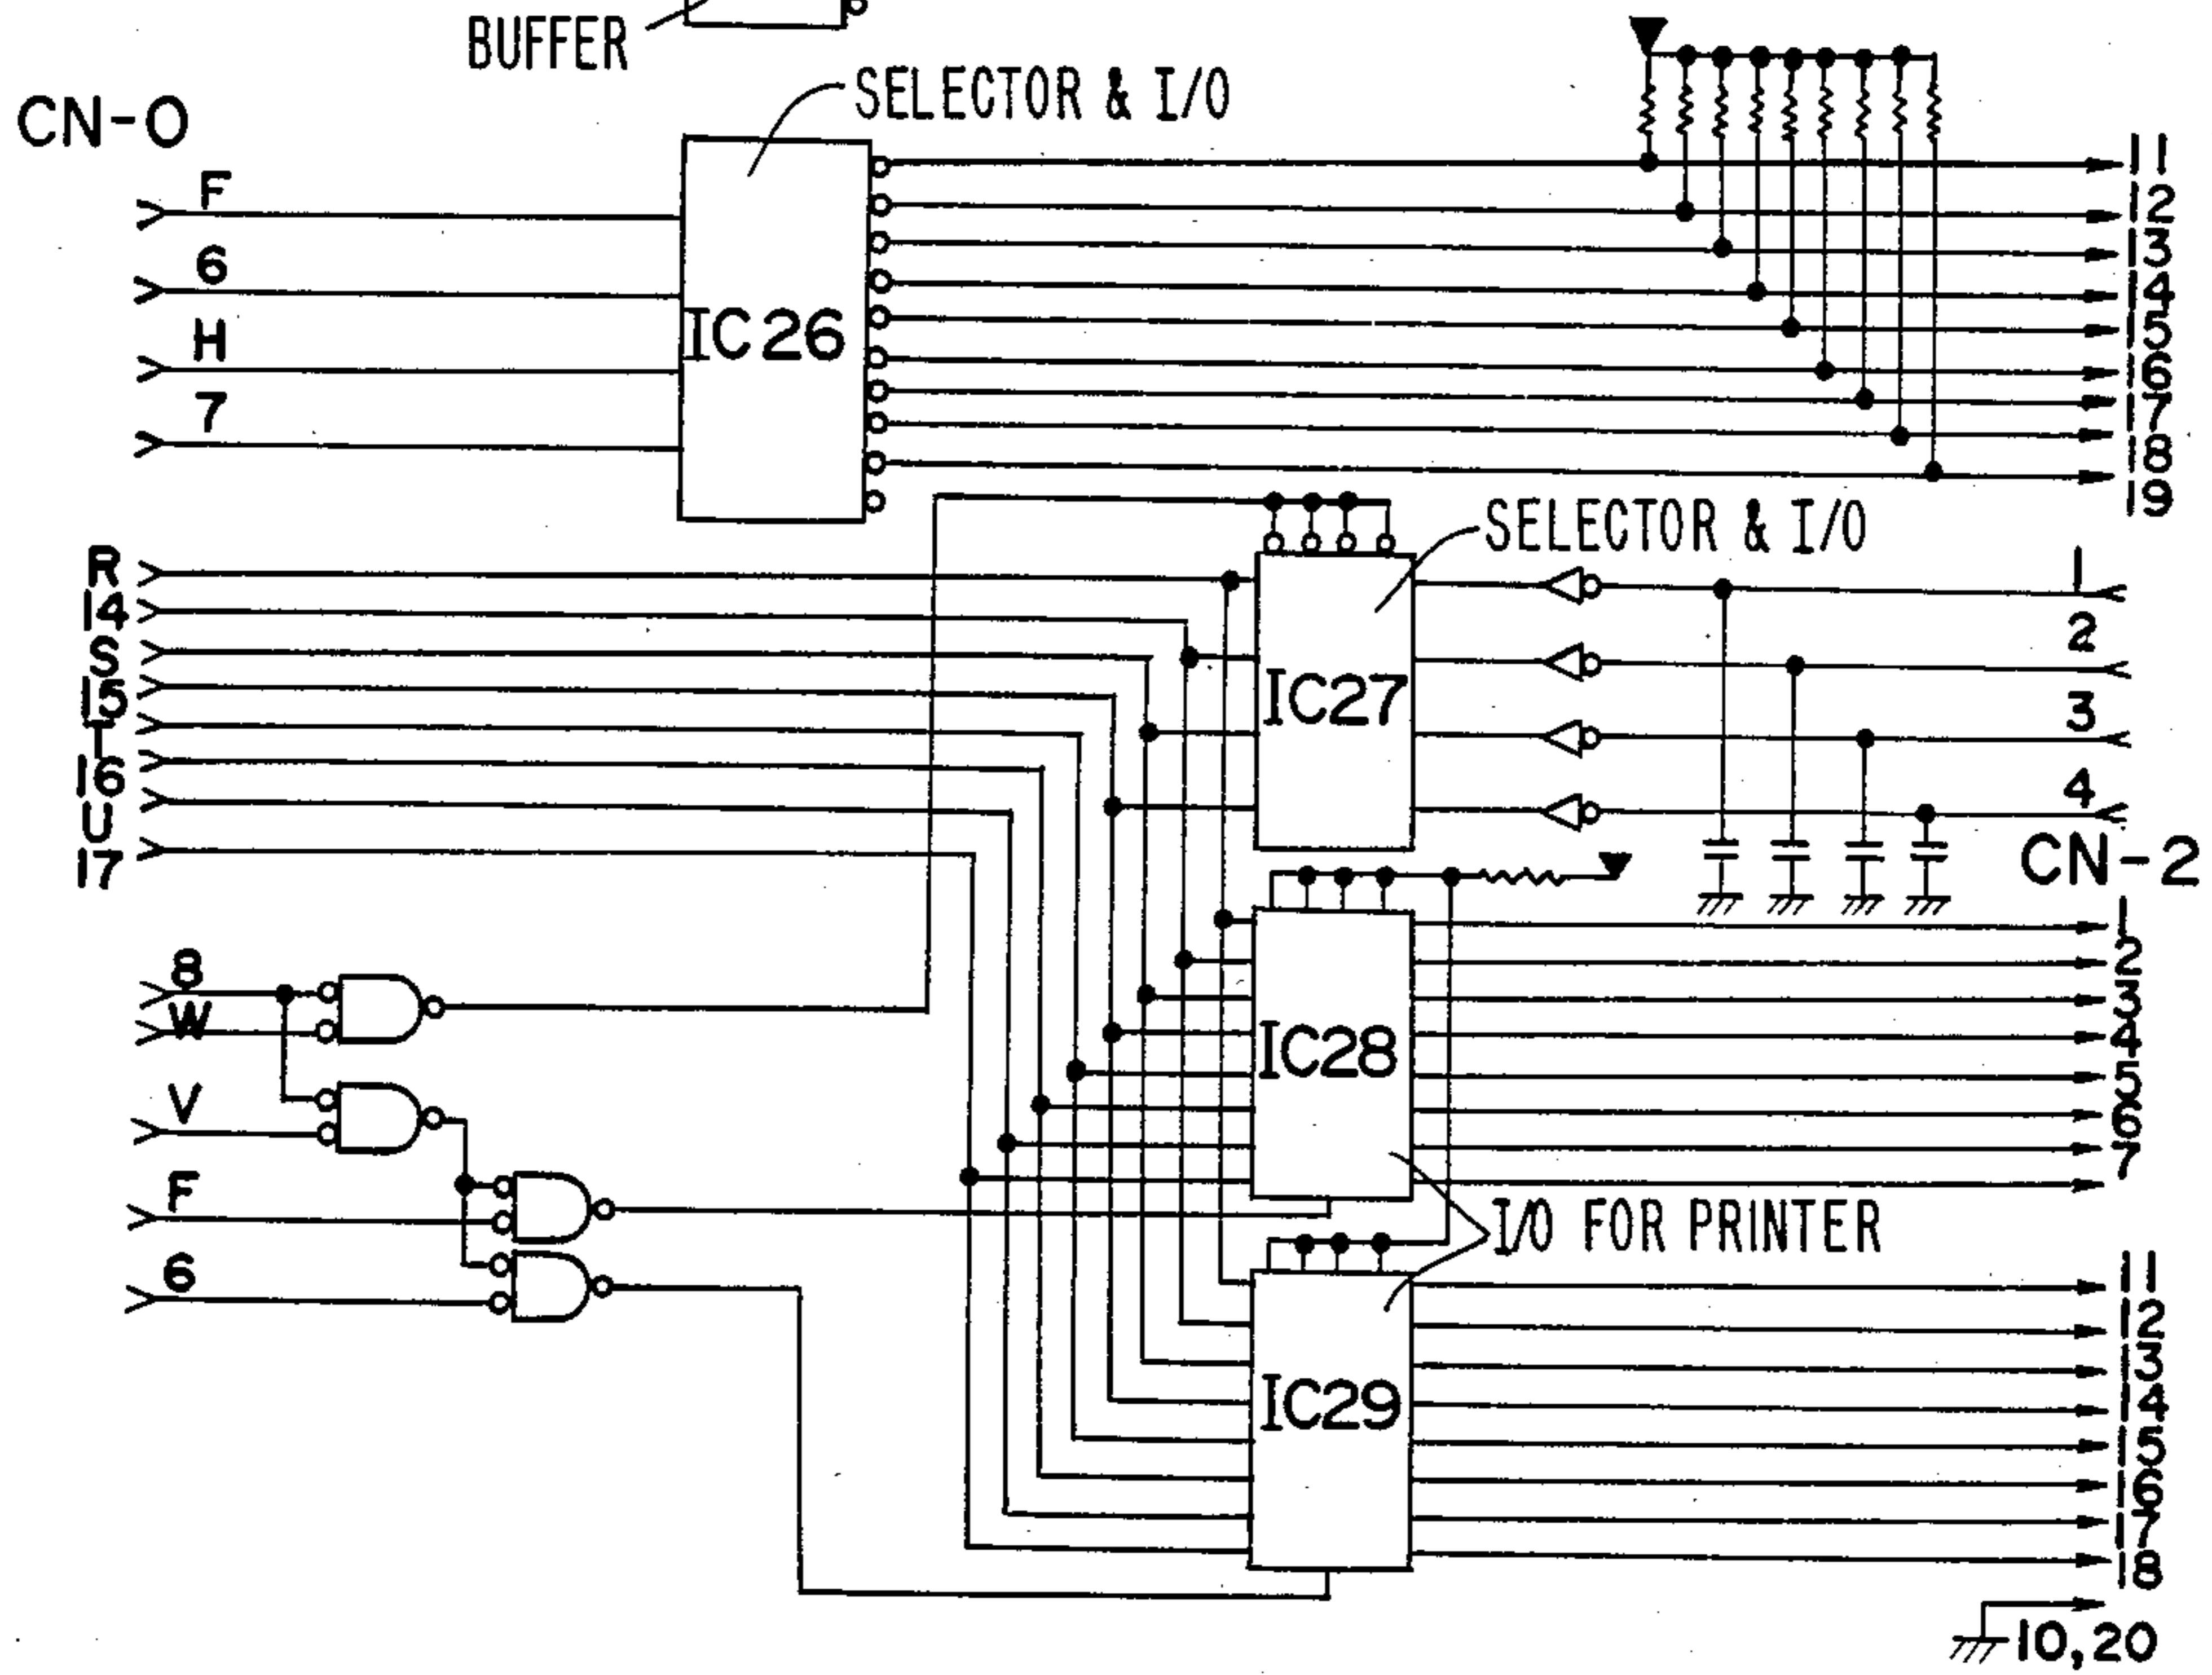 BUFFER
SELECTOR & I/O
CN-0
F
6
H
7
IC26
11
12
13
14
15
16
17
18
19
SELECTOR & I/O
R
14
S
15
T
16
U
17
IC27
1
2
3
4
CN-2
8
W
V
F
6
IC28
1
2
3
4
5
6
7
I/O FOR PRINTER
IC29
11
12
13
14
15
16
17
18
10,20